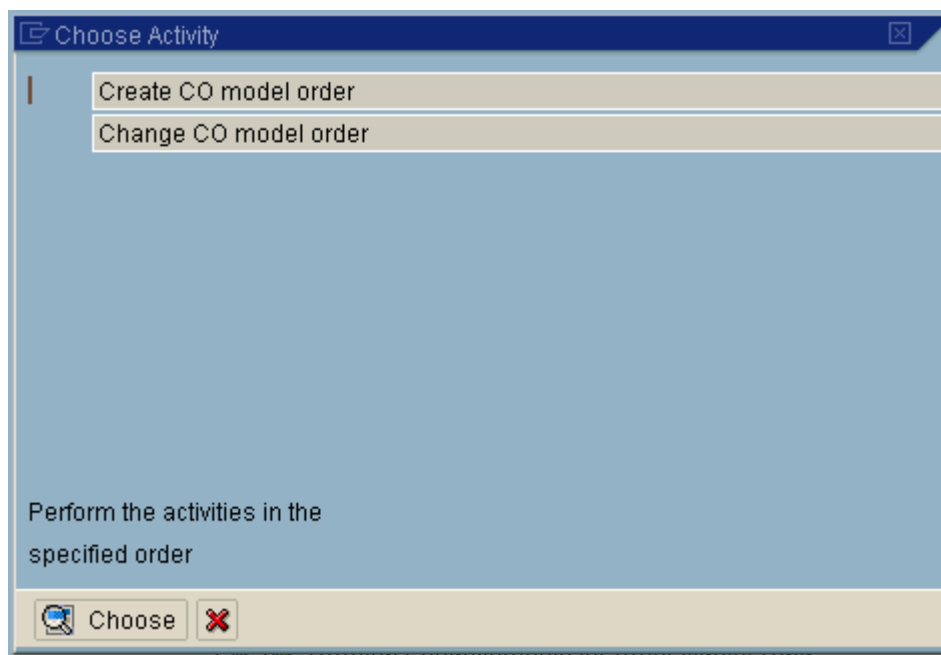 Choose Activity
Create CO model order
Change CO model order
Perform the activities in the
specified order
Choose